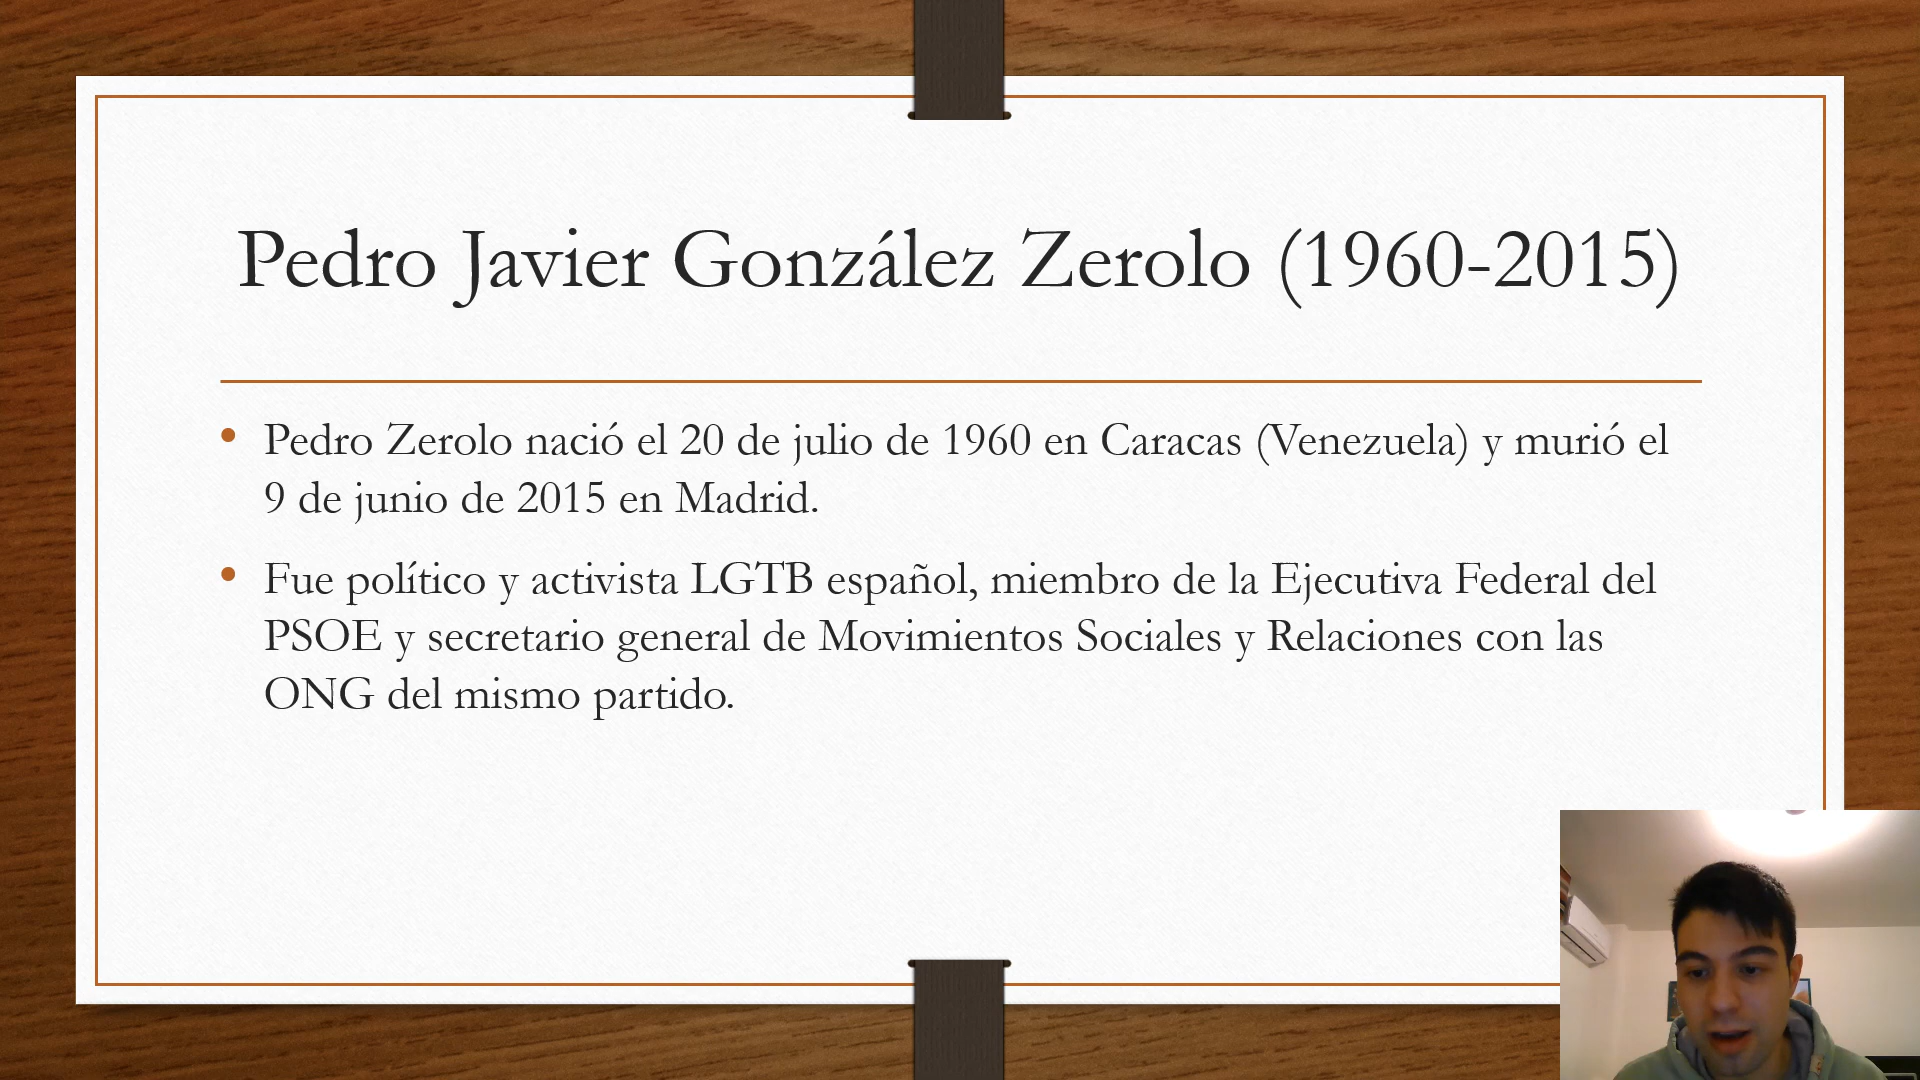 Pedro Javier González Zerolo (1960-2015)
• Pedro Zerolo nació el 20 de julio de 1960 en Caracas (Venezuela) y murió el
9 de junio de 2015 en Madrid.
• Fue político y activista LGTB español, miembro de la Ejecutiva Federal del
PSOE y secretario general de Movimientos Sociales y Relaciones con las
ONG del mismo partido.